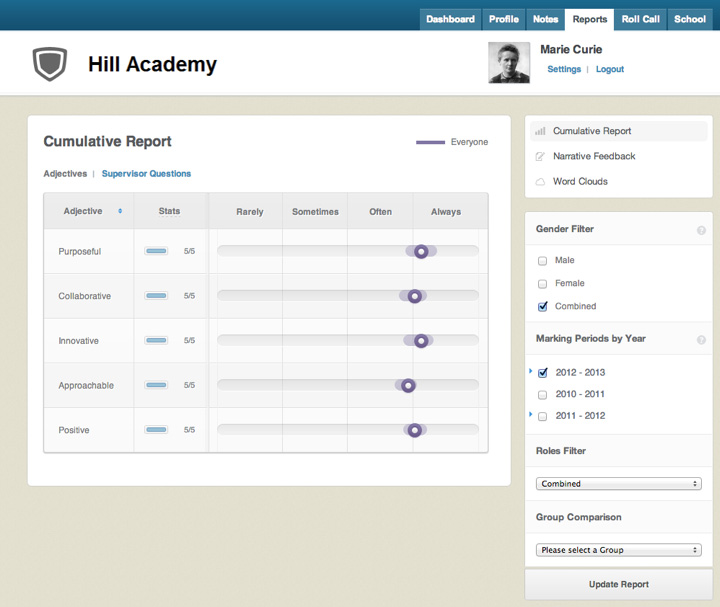 Dashboard Profile Notes Reports Roll Call School
Hill Academy
Marie Curie
Settings | Logout
Cumulative Report
Everyone
Adjectives | Supervisor Questions
Adjective Stats Rarely Sometimes Often Always
Purposeful 5/5
Collaborative 5/5
Innovative 5/5
Approachable 5/5
Positive 5/5
Cumulative Report
Narrative Feedback
Word Clouds
Gender Filter ?
Male
Female
Combined
Marking Periods by Year ?
2012 - 2013
2010 - 2011
2011 - 2012
Roles Filter
Combined
Group Comparison
Please select a Group
Update Report